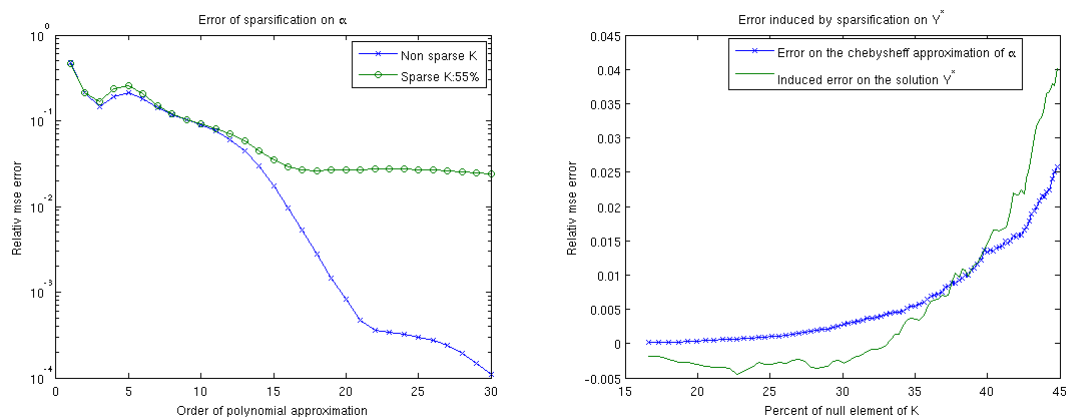 Error of sparsification on α
10^0
10^-1
10^-2
10^-3
10^-4
Relativ mse error
0 5 10 15 20 25 30
Order of polynomial approximation
Non sparse K
Sparse K:55%
Error induced by sparsification on Y*
0.045
0.04
0.035
0.03
0.025
0.02
0.015
0.01
0.005
0
-0.005
Relativ mse error
15 20 25 30 35 40 45
Percent of null element of K
Error on the chebysheff approximation of α
Induced error on the solution Y*